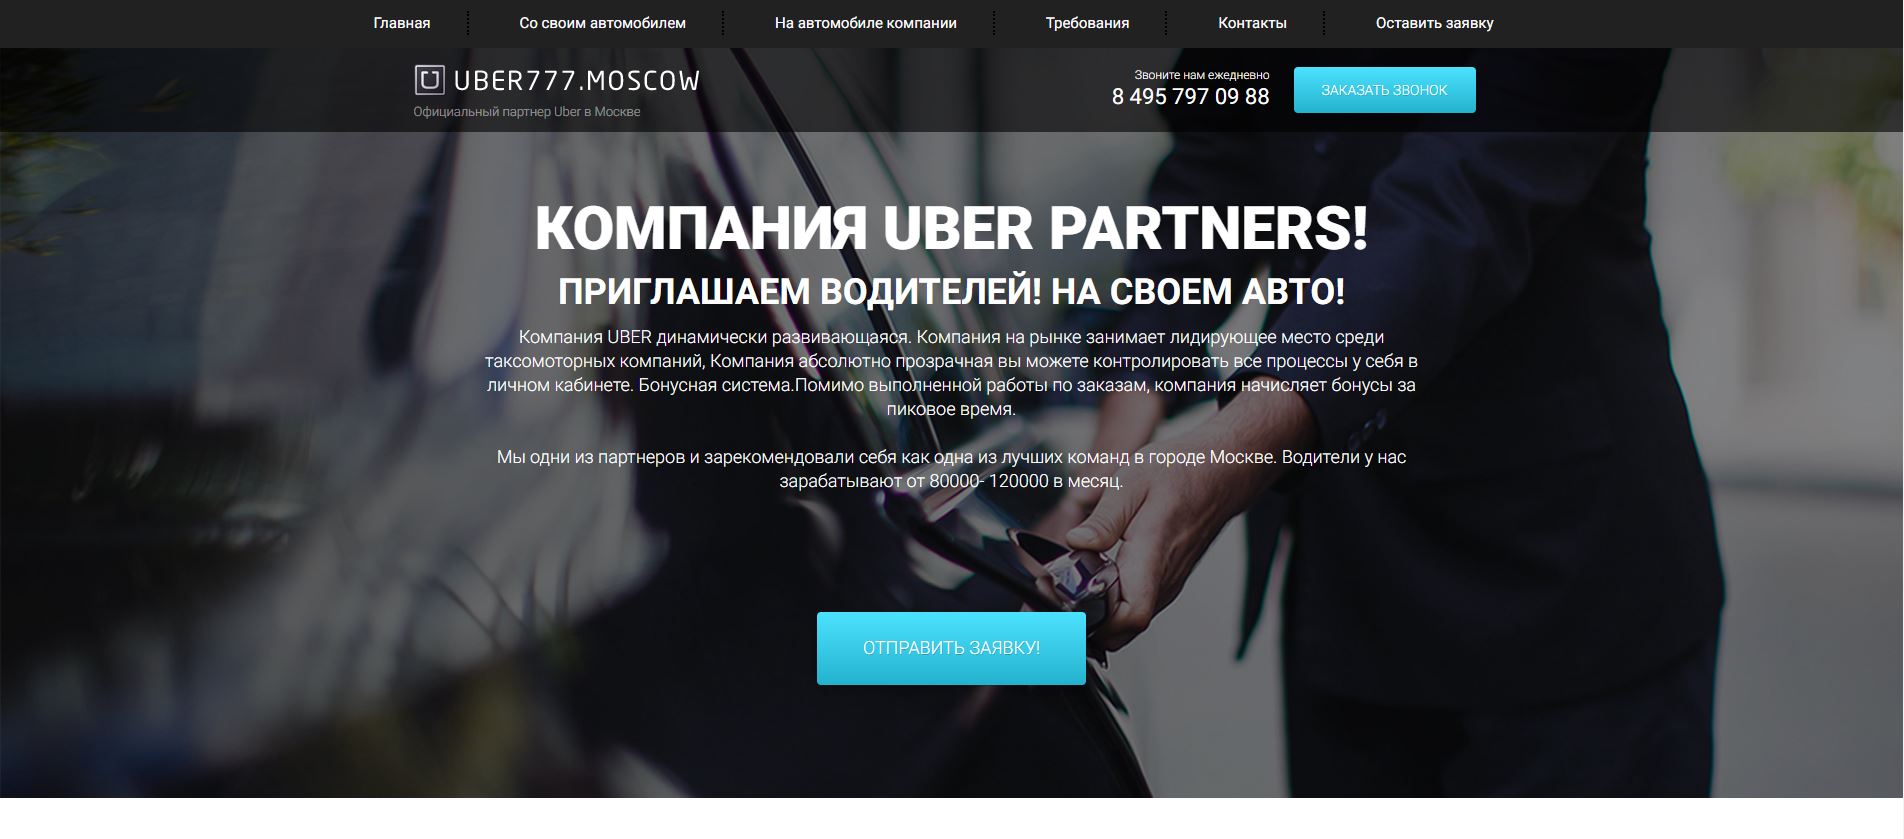 Главная
Со своим автомобилем
На автомобиле компании
Требования
Контакты
Оставить заявку
UBER777.MOSCOW
Официальный партнер Uber в Москве
Звоните нам ежедневно
8 495 797 09 88
ЗАКАЗАТЬ ЗВОНОК
КОМПАНИЯ UBER PARTNERS!
ПРИГЛАШАЕМ ВОДИТЕЛЕЙ! НА СВОЕМ АВТО!
Компания UBER динамически развивающаяся. Компания на рынке занимает лидирующее место среди
таксомоторных компаний, Компания абсолютно прозрачная вы можете контролировать все процессы у себя в
личном кабинете. Бонусная система.Помимо выполненной работы по заказам, компания начисляет бонусы за
пиковое время.
Мы одни из партнеров и зарекомендовали себя как одна из лучших команд в городе Москве. Водители у нас
зарабатывают от 80000- 120000 в месяц.
ОТПРАВИТЬ ЗАЯВКУ!